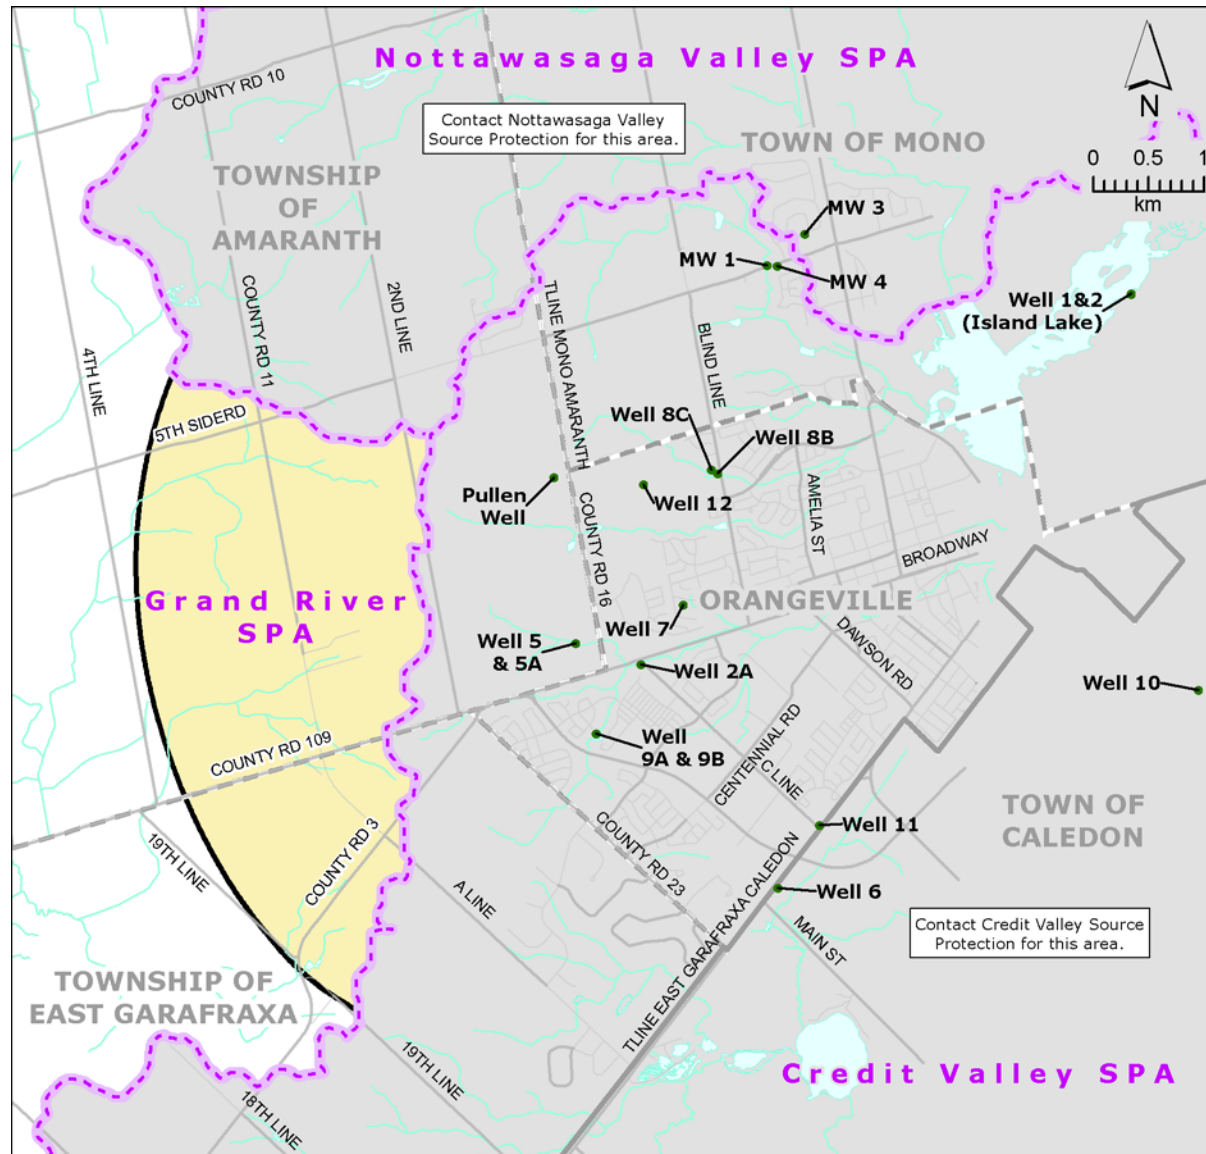 Nottawasaga Valley SPA
COUNTY RD 10
Contact Nottawasaga Valley
Source Protection for this area.
N
0 0.5 1
km
TOWN OF MONO
TOWNSHIP
OF
AMARANTH
MW 3
MW 1
MW 4
Well 1&2
(Island Lake)
COUNTY RD 11
2ND LINE
TLINE MONO AMARANTH
BLIND LINE
4TH LINE
5TH SIDERD
Well 8C
Well 8B
Pullen
Well
Well 12
COUNTY RD 16
AMELIA ST
BROADWAY
Grand River
SPA
Well 7
ORANGEVILLE
Well 5
& 5A
Well 2A
DAWSON RD
Well 10
COUNTY RD 109
Well
9A & 9B
CENTENNIAL RD
C LINE
TOWN OF
CALEDON
19TH LINE
COUNTY RD 3
COUNTY RD 23
Well 11
A LINE
Well 6
TLINE EAST GARAFRAXA CALEDON
MAIN ST
Contact Credit Valley Source
Protection for this area.
TOWNSHIP OF
EAST GARAFRAXA
19TH LINE
18TH LINE
Credit Valley SPA